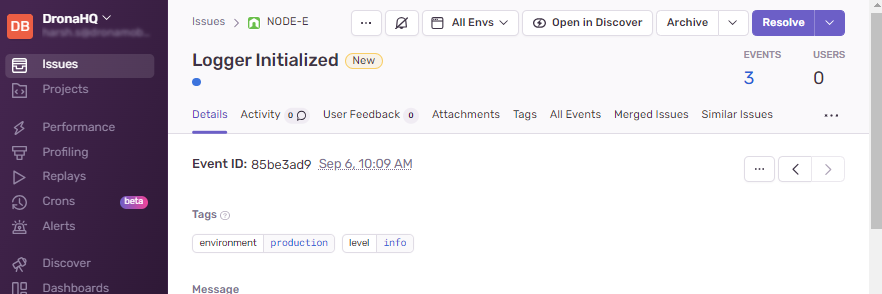 DB
DronaHQ
Issues
Projects
Performance
Profiling
Replays
Crons beta
Alerts
Discover
Dashboards
Issues NODE-E
All Envs
Open in Discover
Archive
Resolve
Logger Initialized New
EVENTS USERS
3 0
Details Activity 0 User Feedback 0 Attachments Tags All Events Merged Issues Similar Issues
Event ID: 85be3ad9 Sep 6, 10:09 AM
Tags ?
environment production level info
Message